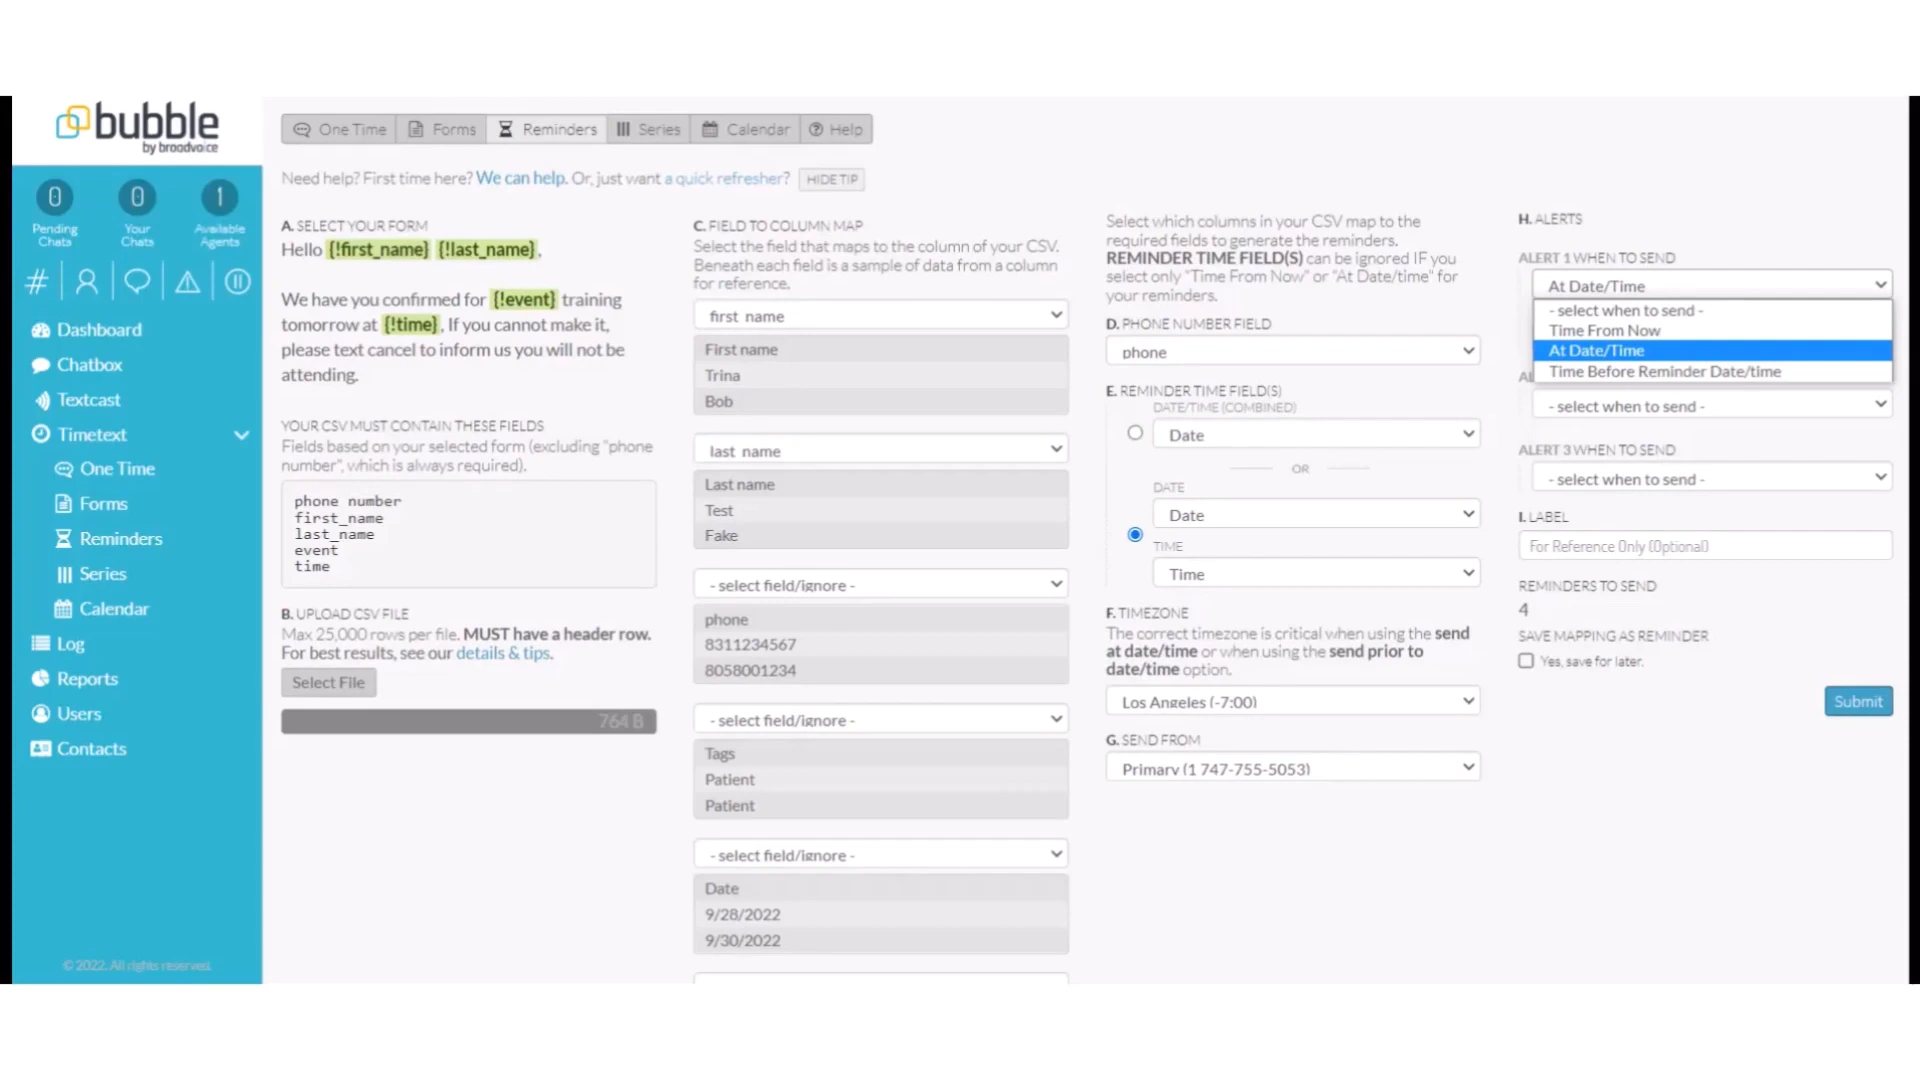 bubble
by broadvoice
0
0
1
Pending Chats
Your Chats
Available Agents
Dashboard
Chatbox
Textcast
Timetext
One Time
Forms
Reminders
Series
Calendar
Log
Reports
Users
Contacts
© 2022. All rights reserved.
One Time
Forms
Reminders
Series
Calendar
Help
Need help? First time here? We can help. Or, just want a quick refresher?
HIDE TIP
A. SELECT YOUR FORM
Hello {!first_name} {!last_name},
We have you confirmed for {!event} training
tomorrow at {!time}, If you cannot make it,
please text cancel to inform us you will not be
attending.
YOUR CSV MUST CONTAIN THESE FIELDS
Fields based on your selected form (excluding "phone
number", which is always required).
phone number
first_name
last_name
event
time
B. UPLOAD CSV FILE
Max 25,000 rows per file. MUST have a header row.
For best results, see our details & tips.
Select File
764 B
C. FIELD TO COLUMN MAP
Select the field that maps to the column of your CSV.
Beneath each field is a sample of data from a column
for reference.
first name
First name
Trina
Bob
last name
Last name
Test
Fake
- select field/ignore -
phone
8311234567
8058001234
- select field/ignore -
Tags
Patient
Patient
- select field/ignore -
Date
9/28/2022
9/30/2022
Select which columns in your CSV map to the
required fields to generate the reminders.
REMINDER TIME FIELD(S) can be ignored IF you
select only "Time From Now" or "At Date/time" for
your reminders.
D. PHONE NUMBER FIELD
phone
E. REMINDER TIME FIELD(S)
DATE/TIME (COMBINED)
Date
OR
DATE
Date
TIME
Time
F. TIMEZONE
The correct timezone is critical when using the send
at date/time or when using the send prior to
date/time option.
Los Angeles (-7:00)
G. SEND FROM
Primary (1 747-755-5053)
H. ALERTS
ALERT 1 WHEN TO SEND
At Date/Time
- select when to send -
Time From Now
At Date/Time
Time Before Reminder Date/time
- select when to send -
ALERT 3 WHEN TO SEND
- select when to send -
I. LABEL
For Reference Only (Optional)
REMINDERS TO SEND
4
SAVE MAPPING AS REMINDER
Yes, save for later.
Submit